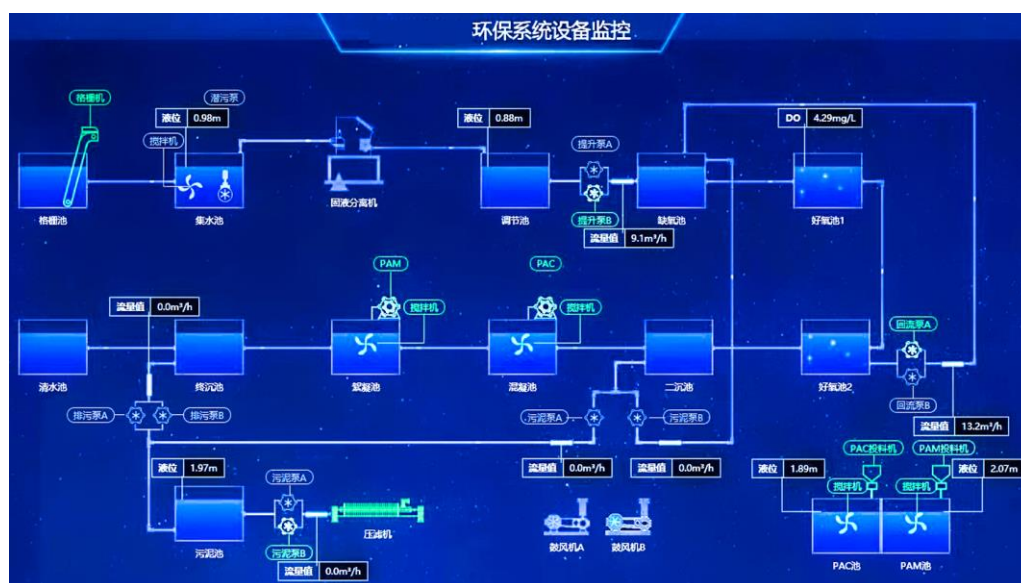 环保系统设备监控
格栅机
潜污泵
液位 0.98m
搅拌机
液位 0.88m
提升泵A
DO 4.29mg/L
格栅池
集水池
固液分离机
调节池
提升泵B
缺氧池
好氧池1
流量值 9.1m³/h
PAM
PAC
流量值 0.0m³/h
搅拌机
搅拌机
回流泵A
清水池
终沉池
絮凝池
混凝池
二沉池
好氧池2
回流泵B
排污泵A
排污泵B
污泥泵A
污泥泵B
流量值 13.2m³/h
PAC投料机
PAM投料机
液位 1.97m
流量值 0.0m³/h
流量值 0.0m³/h
液位 1.89m
液位 2.07m
污泥泵A
搅拌机
搅拌机
压滤机
鼓风机A
鼓风机B
污泥池
污泥泵B
流量值 0.0m³/h
PAC池
PAM池